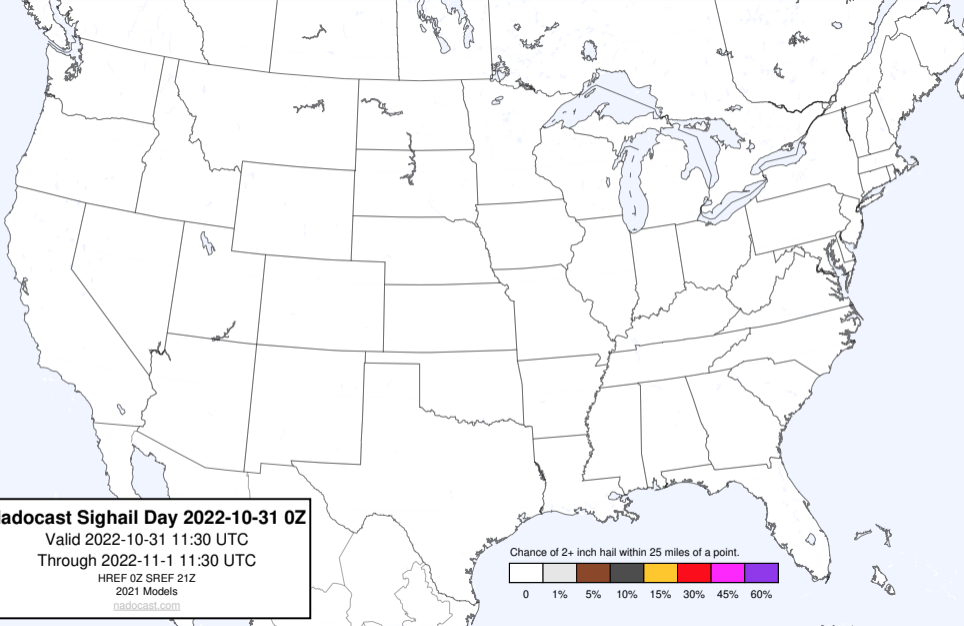 adocast Sighail Day 2022-10-31 0Z
Valid 2022-10-31 11:30 UTC
Through 2022-11-1 11:30 UTC
HREF 0Z SREF 21Z
2021 Models
nadocast.com
Chance of 2+ inch hail within 25 miles of a point.
0 1% 5% 10% 15% 30% 45% 60%